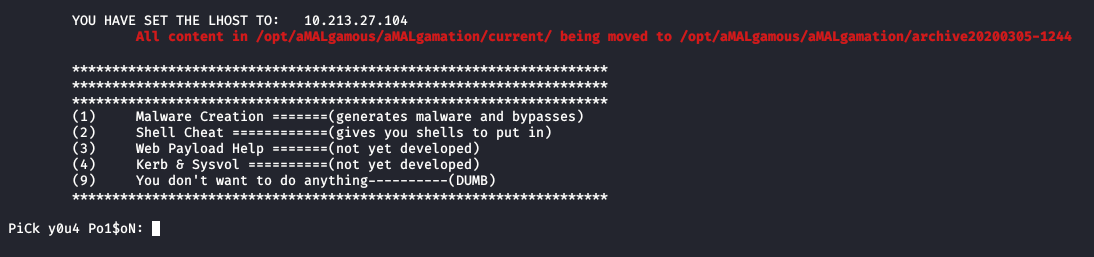 YOU HAVE SET THE LHOST TO: 10.213.27.104
All content in /opt/aMALgamous/aMALgamation/current/ being moved to /opt/aMALgamous/aMALgamation/archive20200305-1244
*******************************************************************
*******************************************************************
*******************************************************************
(1) Malware Creation =======(generates malware and bypasses)
(2) Shell Cheat ============(gives you shells to put in)
(3) Web Payload Help =======(not yet developed)
(4) Kerb & Sysvol ==========(not yet developed)
(9) You don't want to do anything----------(DUMB)
*******************************************************************
PiCk y0u4 Po1$oN: